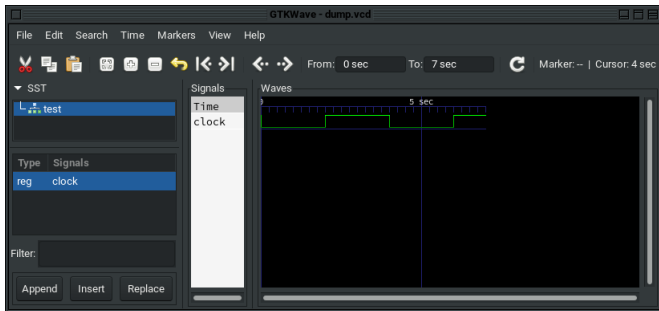 GTKWave - dump.vcd
File Edit Search Time Markers View Help
From: 0 sec To: 7 sec Marker: -- | Cursor: 4 sec
SST
test
Type Signals
reg clock
Filter:
Append Insert Replace
Signals
Time
clock
Waves
0 5 sec